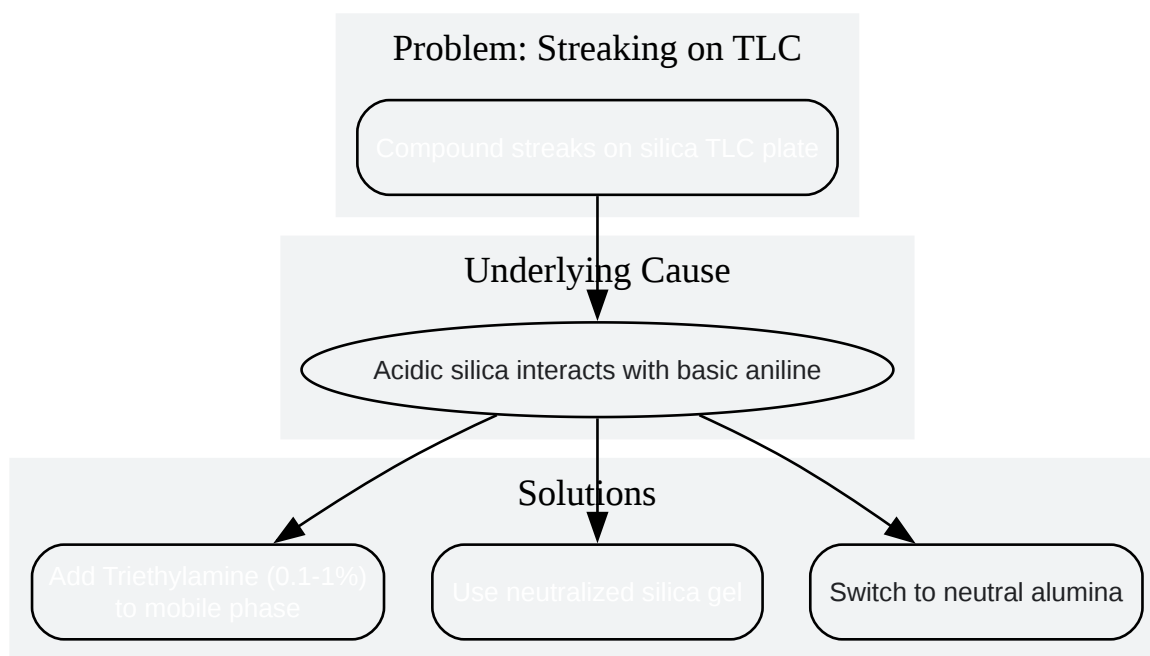 Problem: Streaking on TLC
Compound streaks on silica TLC plate
Underlying Cause
Acidic silica interacts with basic aniline
Solutions
Add Triethylamine (0.1-1%)
to mobile phase
Use neutralized silica gel
Switch to neutral alumina